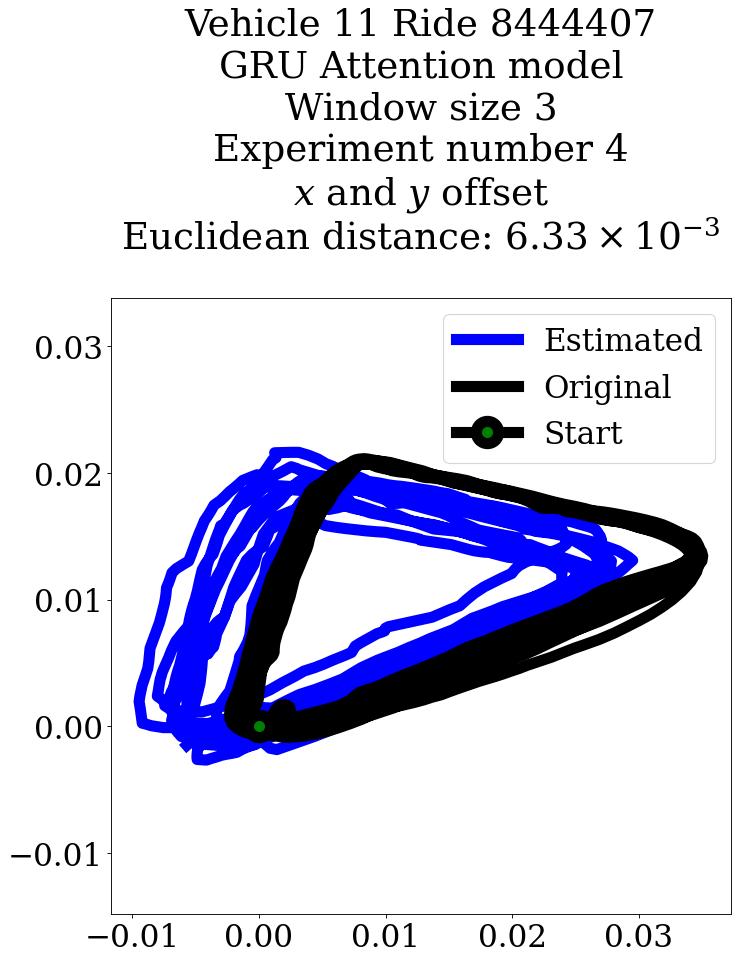 Vehicle 11 Ride 8444407
GRU Attention model
Window size 3
Experiment number 4
x and y offset
Euclidean distance: 6.33 × 10⁻³
Estimated
Original
Start
0.03
0.02
0.01
0.00
−0.01
−0.01 0.00 0.01 0.02 0.03